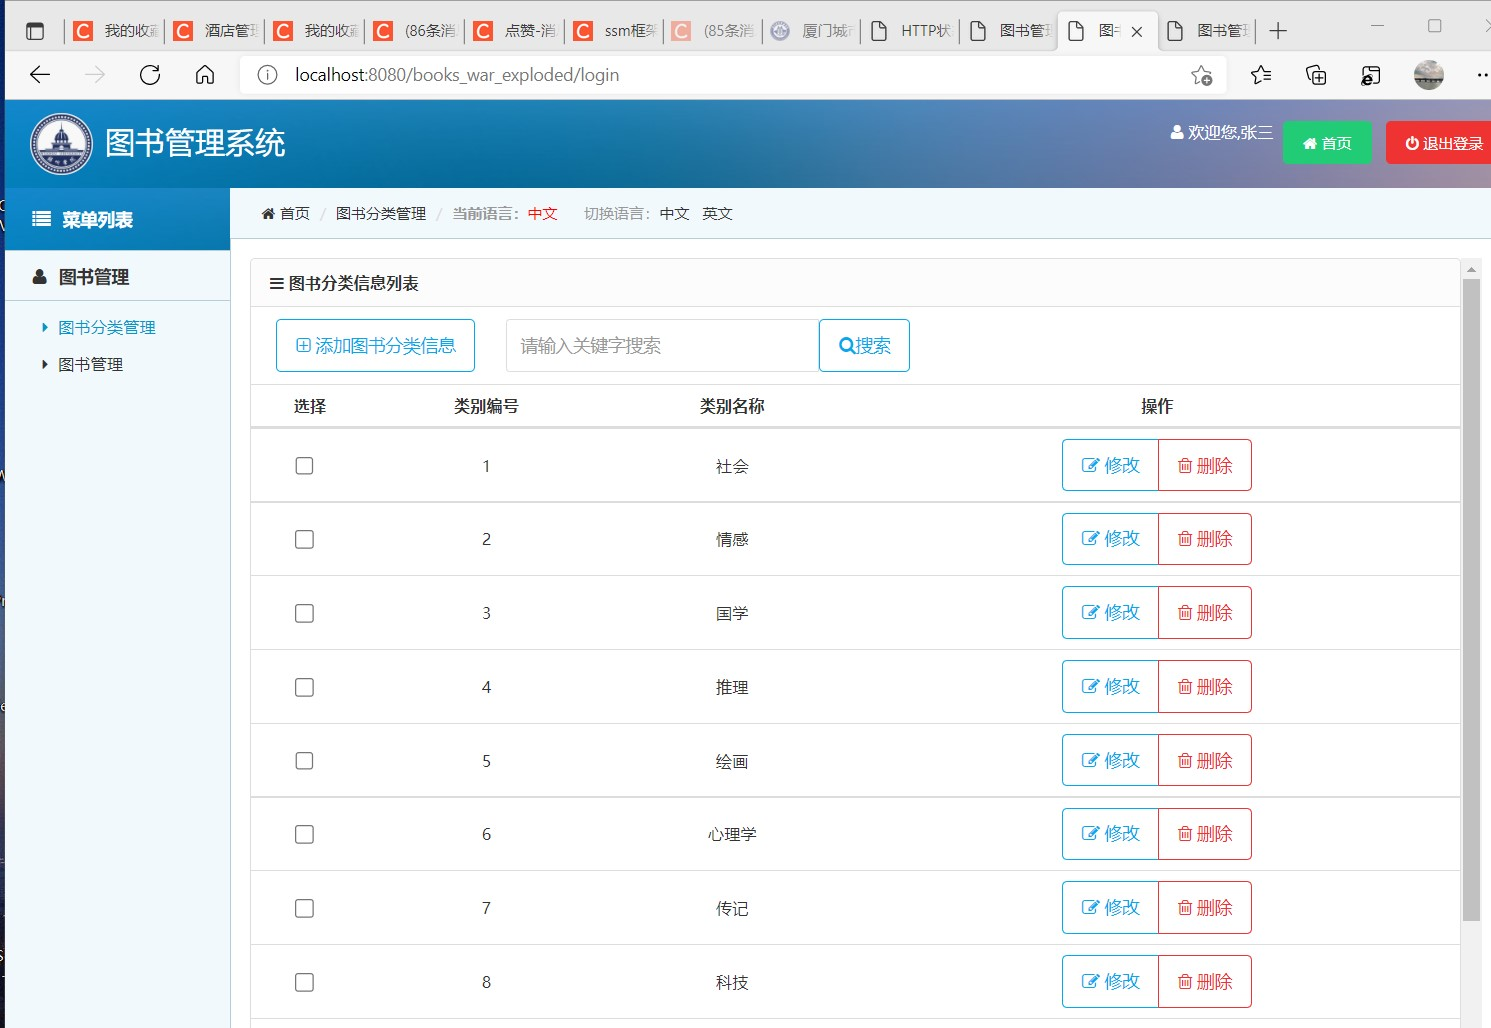 我的收藏 酒店管理 我的收藏 (86条消息 点赞-消 ssm框架 (85条消 厦门城市 HTTP状 图书管理 图书 图书管理
localhost:8080/books_war_exploded/login
图书管理系统
欢迎您,张三 首页 退出登录
菜单列表
首页 / 图书分类管理 / 当前语言：中文 切换语言：中文 英文
图书管理
图书分类管理
图书管理
图书分类信息列表
添加图书分类信息 请输入关键字搜索 搜索
选择 类别编号 类别名称 操作
1 社会 修改 删除
2 情感 修改 删除
3 国学 修改 删除
4 推理 修改 删除
5 绘画 修改 删除
6 心理学 修改 删除
7 传记 修改 删除
8 科技 修改 删除